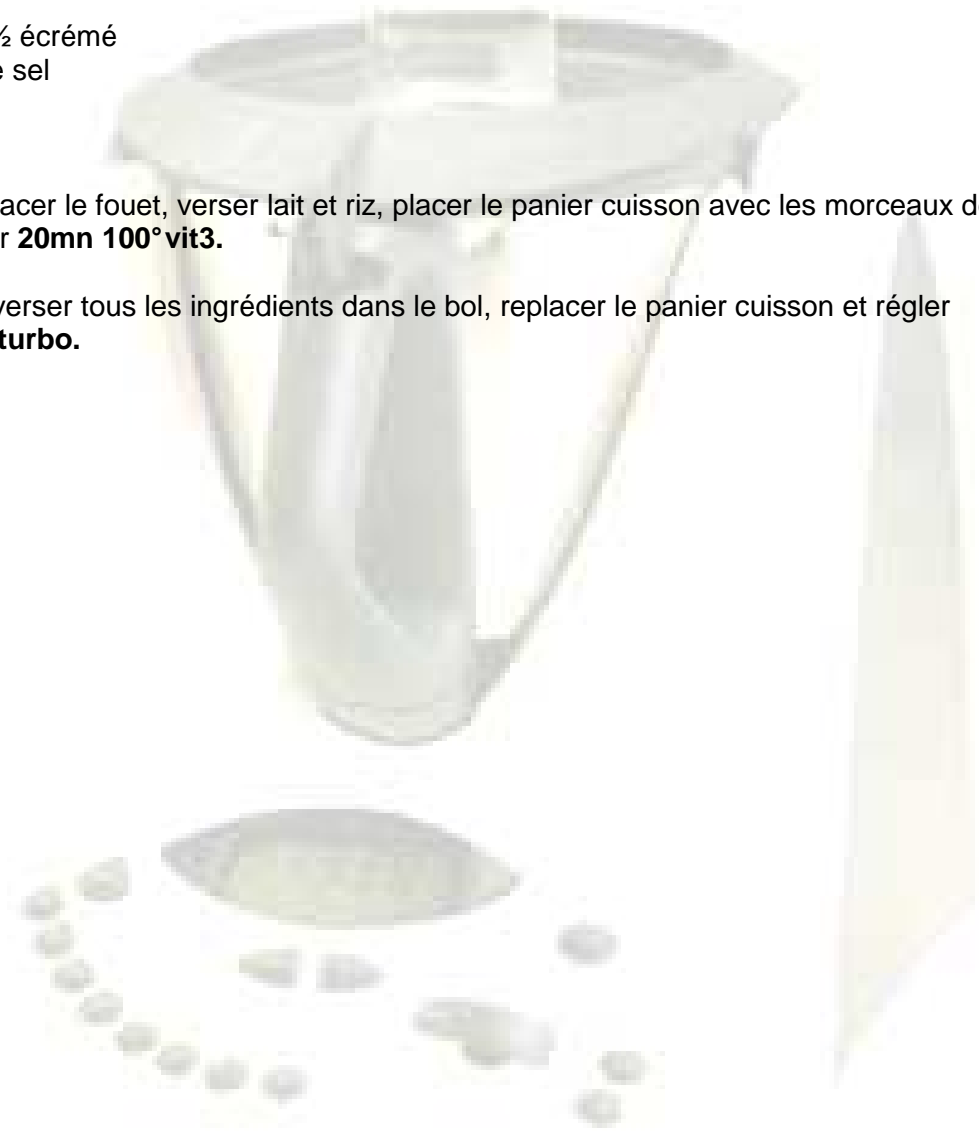 ½ écrémé
e sel
acer le fouet, verser lait et riz, placer le panier cuisson avec les morceaux d
r 20mn 100° vit3.
verser tous les ingrédients dans le bol, replacer le panier cuisson et régler
turbo.